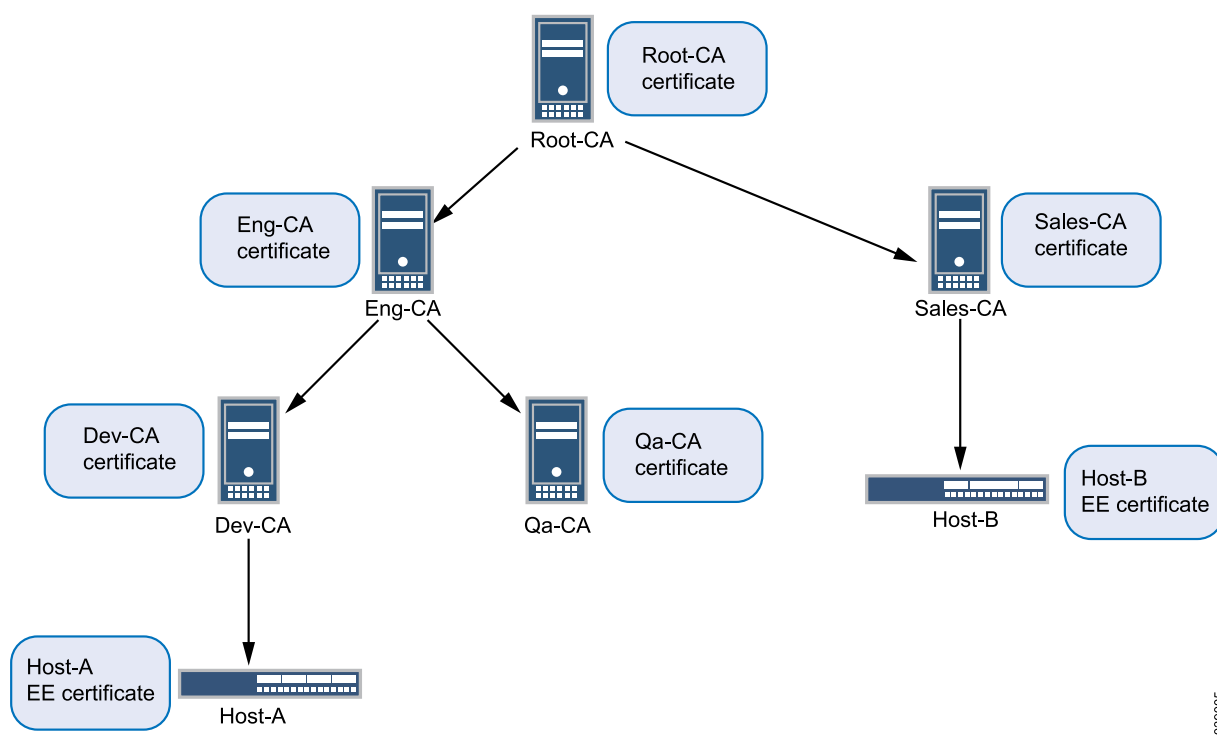 Root-CA
certificate
Root-CA
Eng-CA
certificate
Sales-CA
certificate
Eng-CA
Sales-CA
Dev-CA
certificate
Qa-CA
certificate
Host-B
EE certificate
Dev-CA
Qa-CA
Host-B
Host-A
EE certificate
Host-A